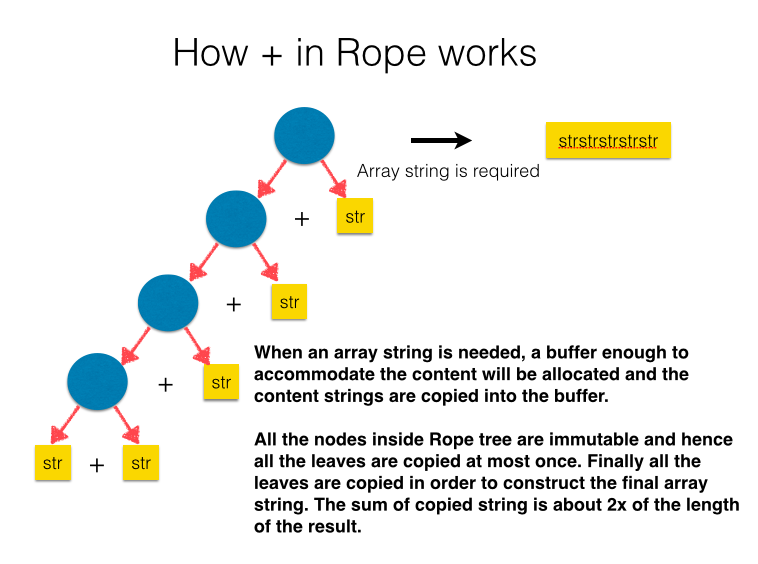 How + in Rope works
strstrstrstrstr
Array string is required
+ str
+ str
+ str
str + str
When an array string is needed, a buffer enough to
accommodate the content will be allocated and the
content strings are copied into the buffer.
All the nodes inside Rope tree are immutable and hence
all the leaves are copied at most once. Finally all the
leaves are copied in order to construct the final array
string. The sum of copied string is about 2x of the length
of the result.